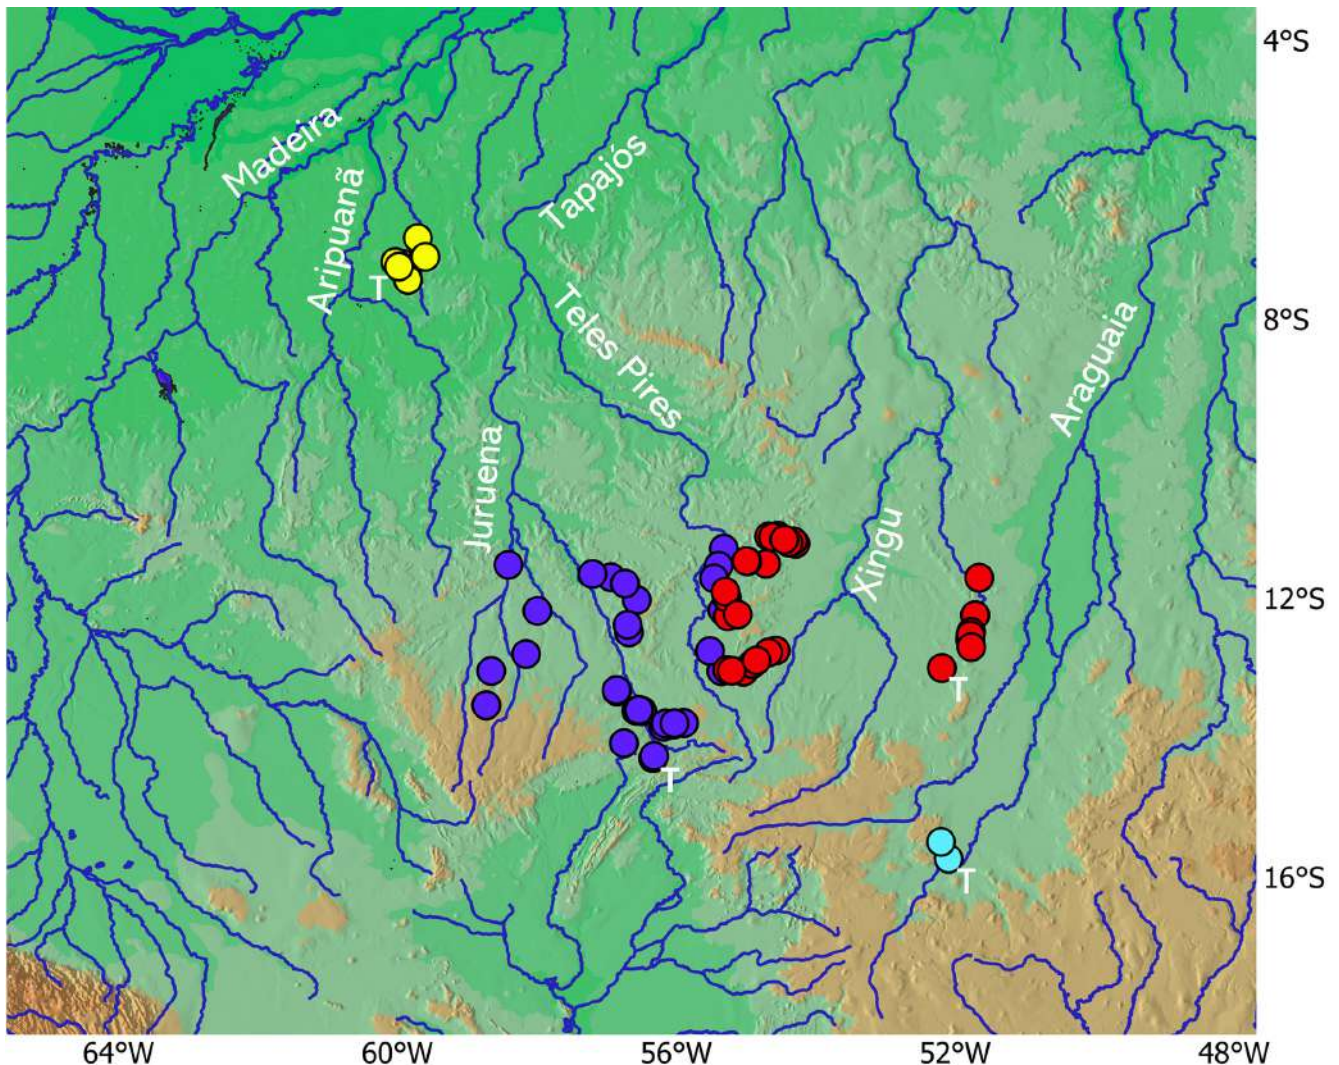 4°S
Madeira
Aripuanã
Tapajós
T
Teles Pires
8°S
Araguaia
Juruena
Xingu
12°S
T
T
T
16°S
64°W
60°W
56°W
52°W
48°W